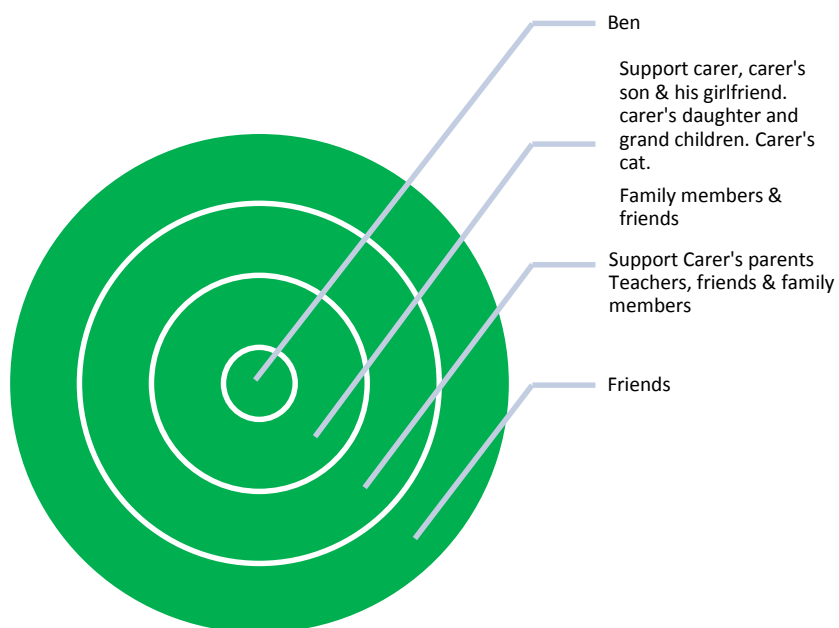 Ben
Support carer, carer's
son & his girlfriend.
carer's daughter and
grand children. Carer's
cat.
Family members &
friends
Support Carer's parents
Teachers, friends & family
members
Friends